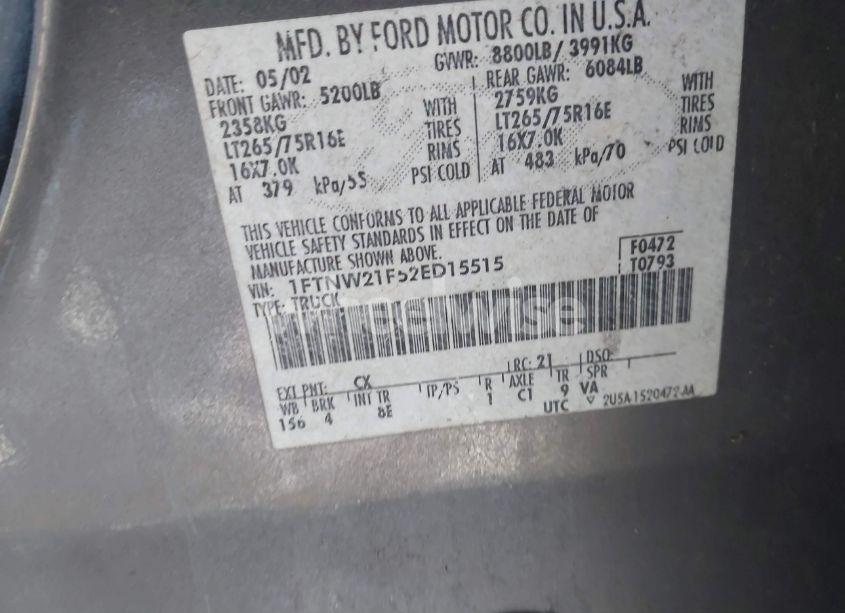 MFD. BY FORD MOTOR CO. IN U.S.A.
DATE: 05/02 GVWR: 8800LB/3991KG
FRONT GAWR: 5200LB REAR GAWR: 6084LB
2358KG WITH 2759KG WITH
LT265/75R16E TIRES LT265/75R16E TIRES
16X7.0K RIMS 16X7.0K RIMS
AT 379 kPa/55 PSI COLD AT 483 kPa/70 PSI COLD
THIS VEHICLE CONFORMS TO ALL APPLICABLE FEDERAL MOTOR
VEHICLE SAFETY STANDARDS IN EFFECT ON THE DATE OF
MANUFACTURE SHOWN ABOVE.
F0472
T0793
VIN: 1FTNW21F52ED15515
TYPE: TRUCK
EXT PNT: CX RC: 21 DSO:
WB BRK INT TR TP/PS R AXLE TR SPR
156 4 8E 1 C1 9 VA
UTC 2U5A-1520472-AA